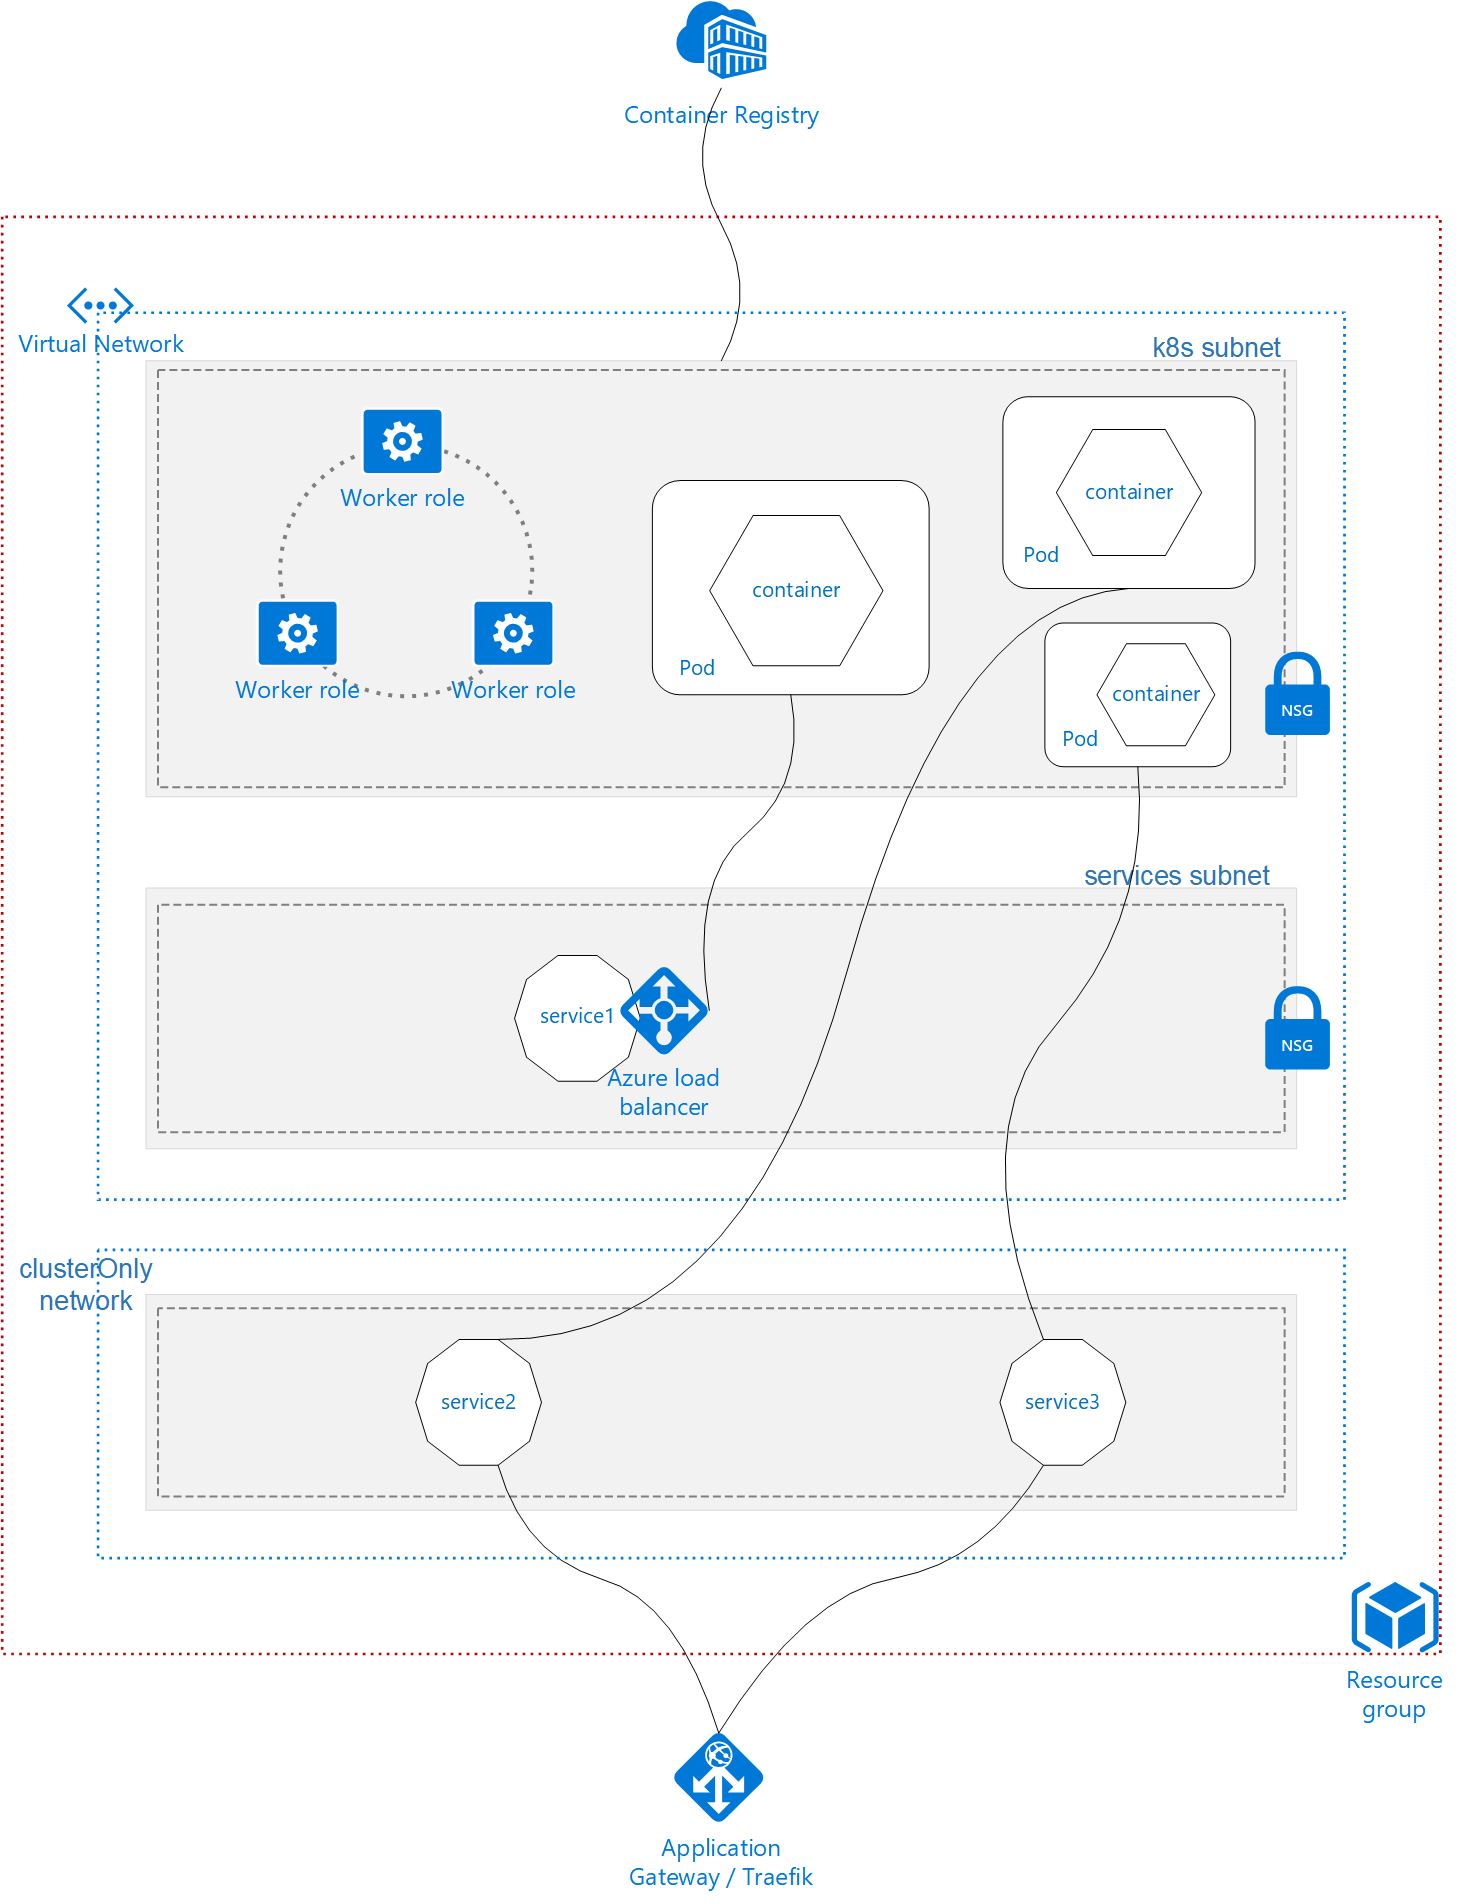 Container Registry
Virtual Network
k8s subnet
Worker role
container
Pod
container
Pod
Worker role
Worker role
container
Pod
NSG
services subnet
service1
Azure load
balancer
NSG
clusterOnly
network
service2
service3
Resource
group
Application
Gateway / Traefik